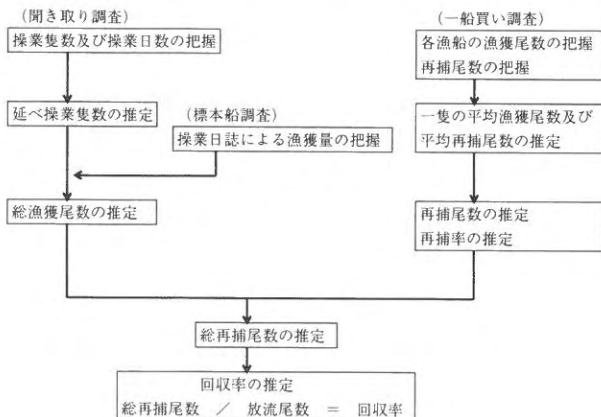 (聞き取り調査)
操業隻数及び操業日数の把握
延べ操業隻数の推定
(標本船調査)
操業日誌による漁獲量の把握
総漁獲尾数の推定
(一船買い調査)
各漁船の漁獲尾数の把握
再捕尾数の把握
一隻の平均漁獲尾数及び
平均再捕尾数の推定
再捕尾数の推定
再捕率の推定
総再捕尾数の推定
回収率の推定
総再捕尾数 / 放流尾数 = 回収率